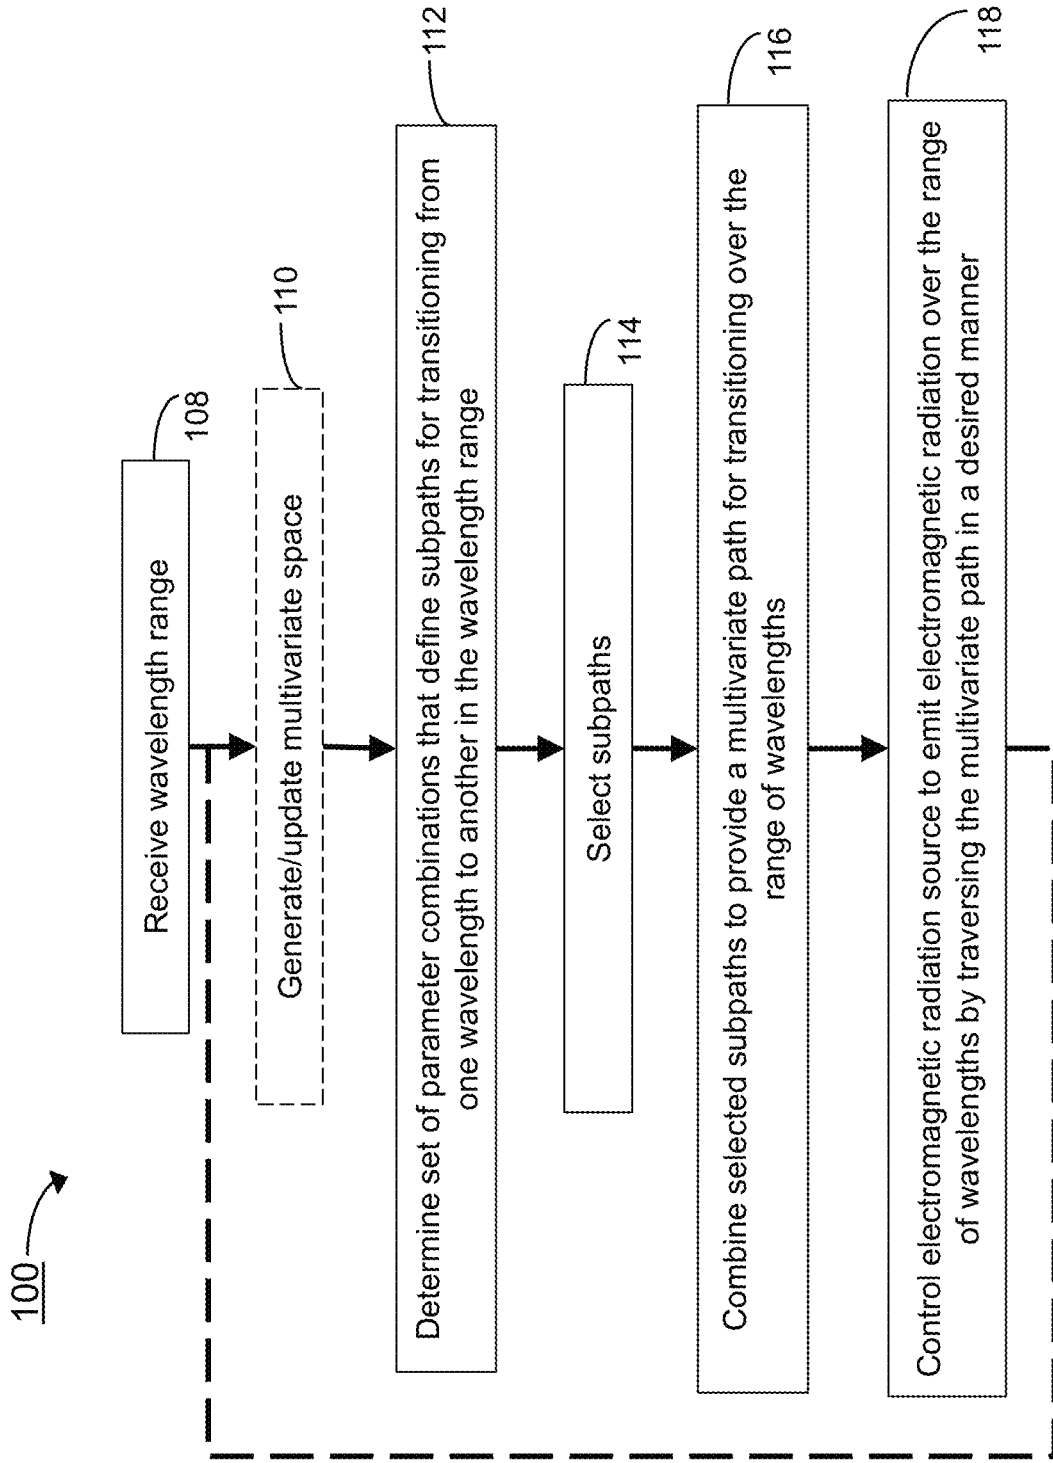 100
Receive wavelength range
108
Generate/update multivariate space
110
Determine set of parameter combinations that define subpaths for transitioning from
one wavelength to another in the wavelength range
112
Select subpaths
114
Combine selected subpaths to provide a multivariate path for transitioning over the
range of wavelengths
116
Control electromagnetic radiation source to emit electromagnetic radiation over the range
of wavelengths by traversing the multivariate path in a desired manner
118